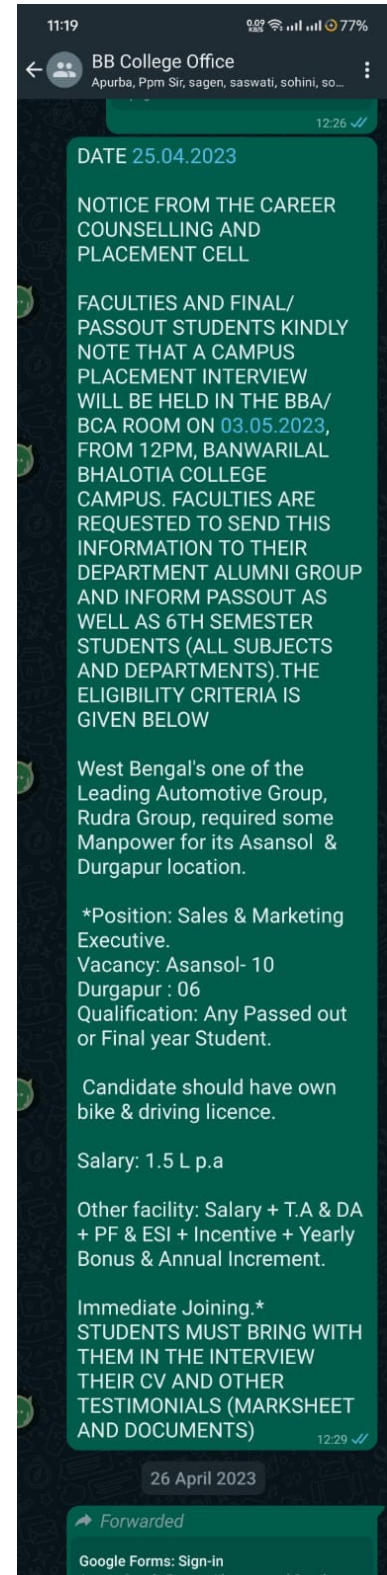 11:19
0.09 KB/S 77%
BB College Office
Apurba, Ppm Sir, sagen, saswati, sohini, so...
12:26
DATE 25.04.2023
NOTICE FROM THE CAREER
COUNSELLING AND
PLACEMENT CELL
FACULTIES AND FINAL/
PASSOUT STUDENTS KINDLY
NOTE THAT A CAMPUS
PLACEMENT INTERVIEW
WILL BE HELD IN THE BBA/
BCA ROOM ON 03.05.2023,
FROM 12PM, BANWARILAL
BHALOTIA COLLEGE
CAMPUS. FACULTIES ARE
REQUESTED TO SEND THIS
INFORMATION TO THEIR
DEPARTMENT ALUMNI GROUP
AND INFORM PASSOUT AS
WELL AS 6TH SEMESTER
STUDENTS (ALL SUBJECTS
AND DEPARTMENTS).THE
ELIGIBILITY CRITERIA IS
GIVEN BELOW
West Bengal's one of the
Leading Automotive Group,
Rudra Group, required some
Manpower for its Asansol &
Durgapur location.
*Position: Sales & Marketing
Executive.
Vacancy: Asansol- 10
Durgapur : 06
Qualification: Any Passed out
or Final year Student.
Candidate should have own
bike & driving licence.
Salary: 1.5 L p.a
Other facility: Salary + T.A & DA
+ PF & ESI + Incentive + Yearly
Bonus & Annual Increment.
Immediate Joining.*
STUDENTS MUST BRING WITH
THEM IN THE INTERVIEW
THEIR CV AND OTHER
TESTIMONIALS (MARKSHEET
AND DOCUMENTS)
12:29
26 April 2023
Forwarded
Google Forms: Sign-in